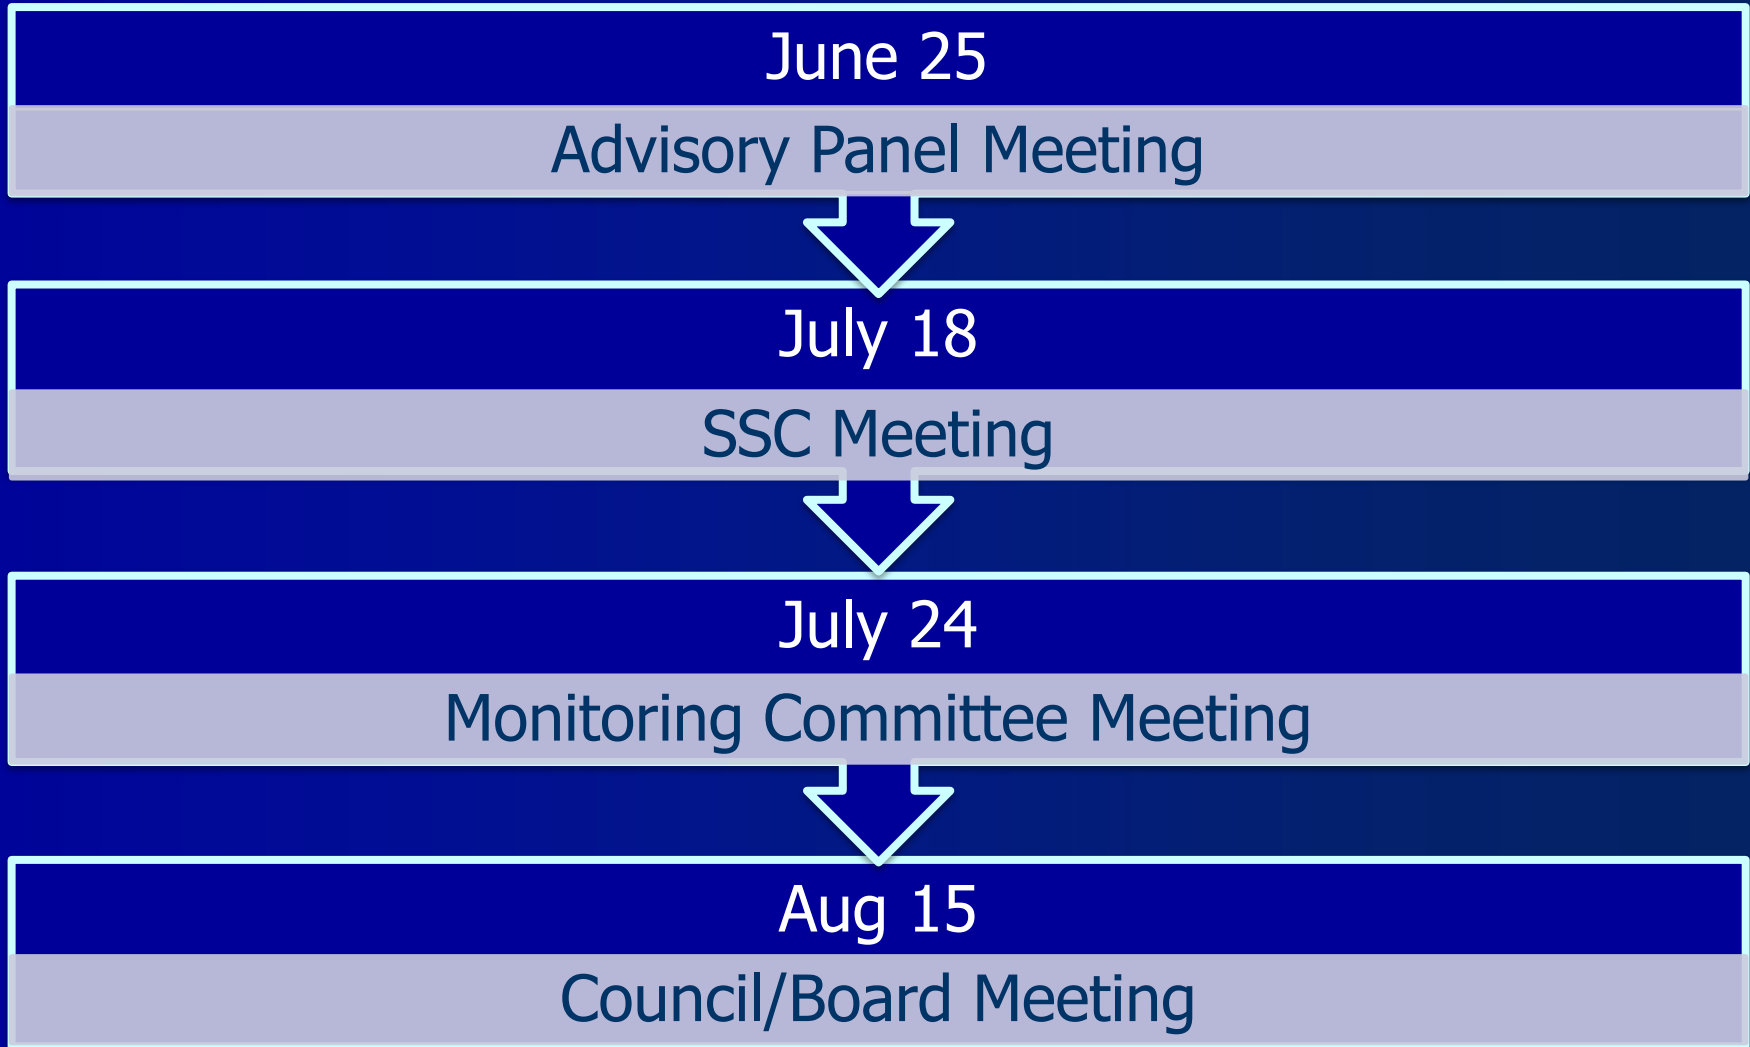 June 25
Advisory Panel Meeting
July 18
SSC Meeting
July 24
Monitoring Committee Meeting
Aug 15
Council/Board Meeting